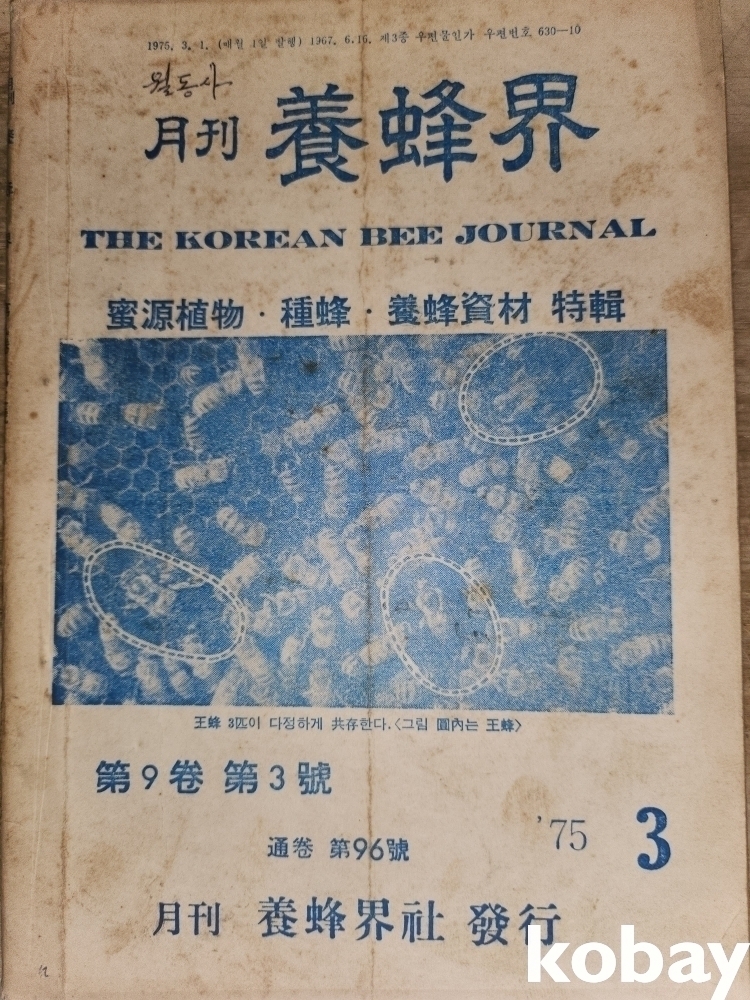 1975. 3. 1. (매월 1일 발행) 1967. 6.16. 제3종 우편물인가 우편번호 630—10
월동사
月刊 養蜂界
THE KOREAN BEE JOURNAL
蜜源植物·種蜂·養蜂資材 特輯
王蜂 3匹이 다정하게 共存한다.〈그림 圓內는 王蜂〉
第9卷 第3號
通卷 第96號
'75 3
月刊 養蜂界社 發行
kobay